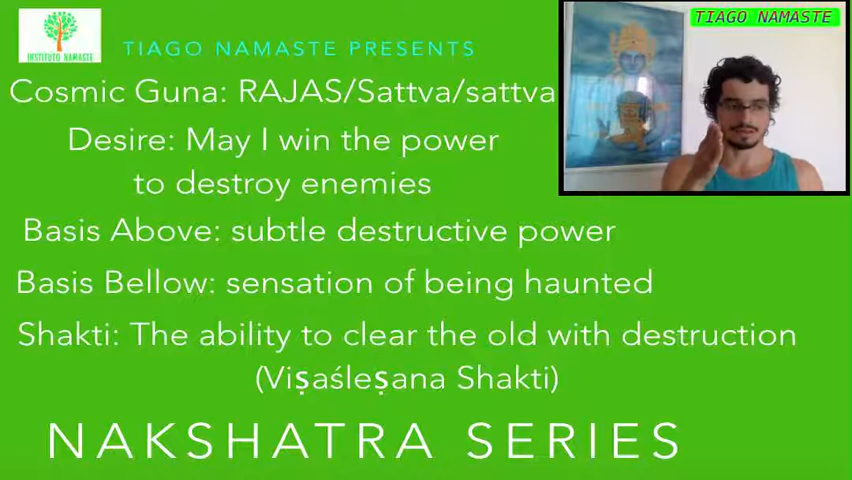 INSTITUTO NAMASTE
TIAGO NAMASTE PRESENTS
TIAGO NAMASTE
Cosmic Guna: RAJAS/Sattva/sattva
Desire: May I win the power
to destroy enemies
Basis Above: subtle destructive power
Basis Bellow: sensation of being haunted
Shakti: The ability to clear the old with destruction
(Viṣaśleṣana Shakti)
NAKSHATRA SERIES